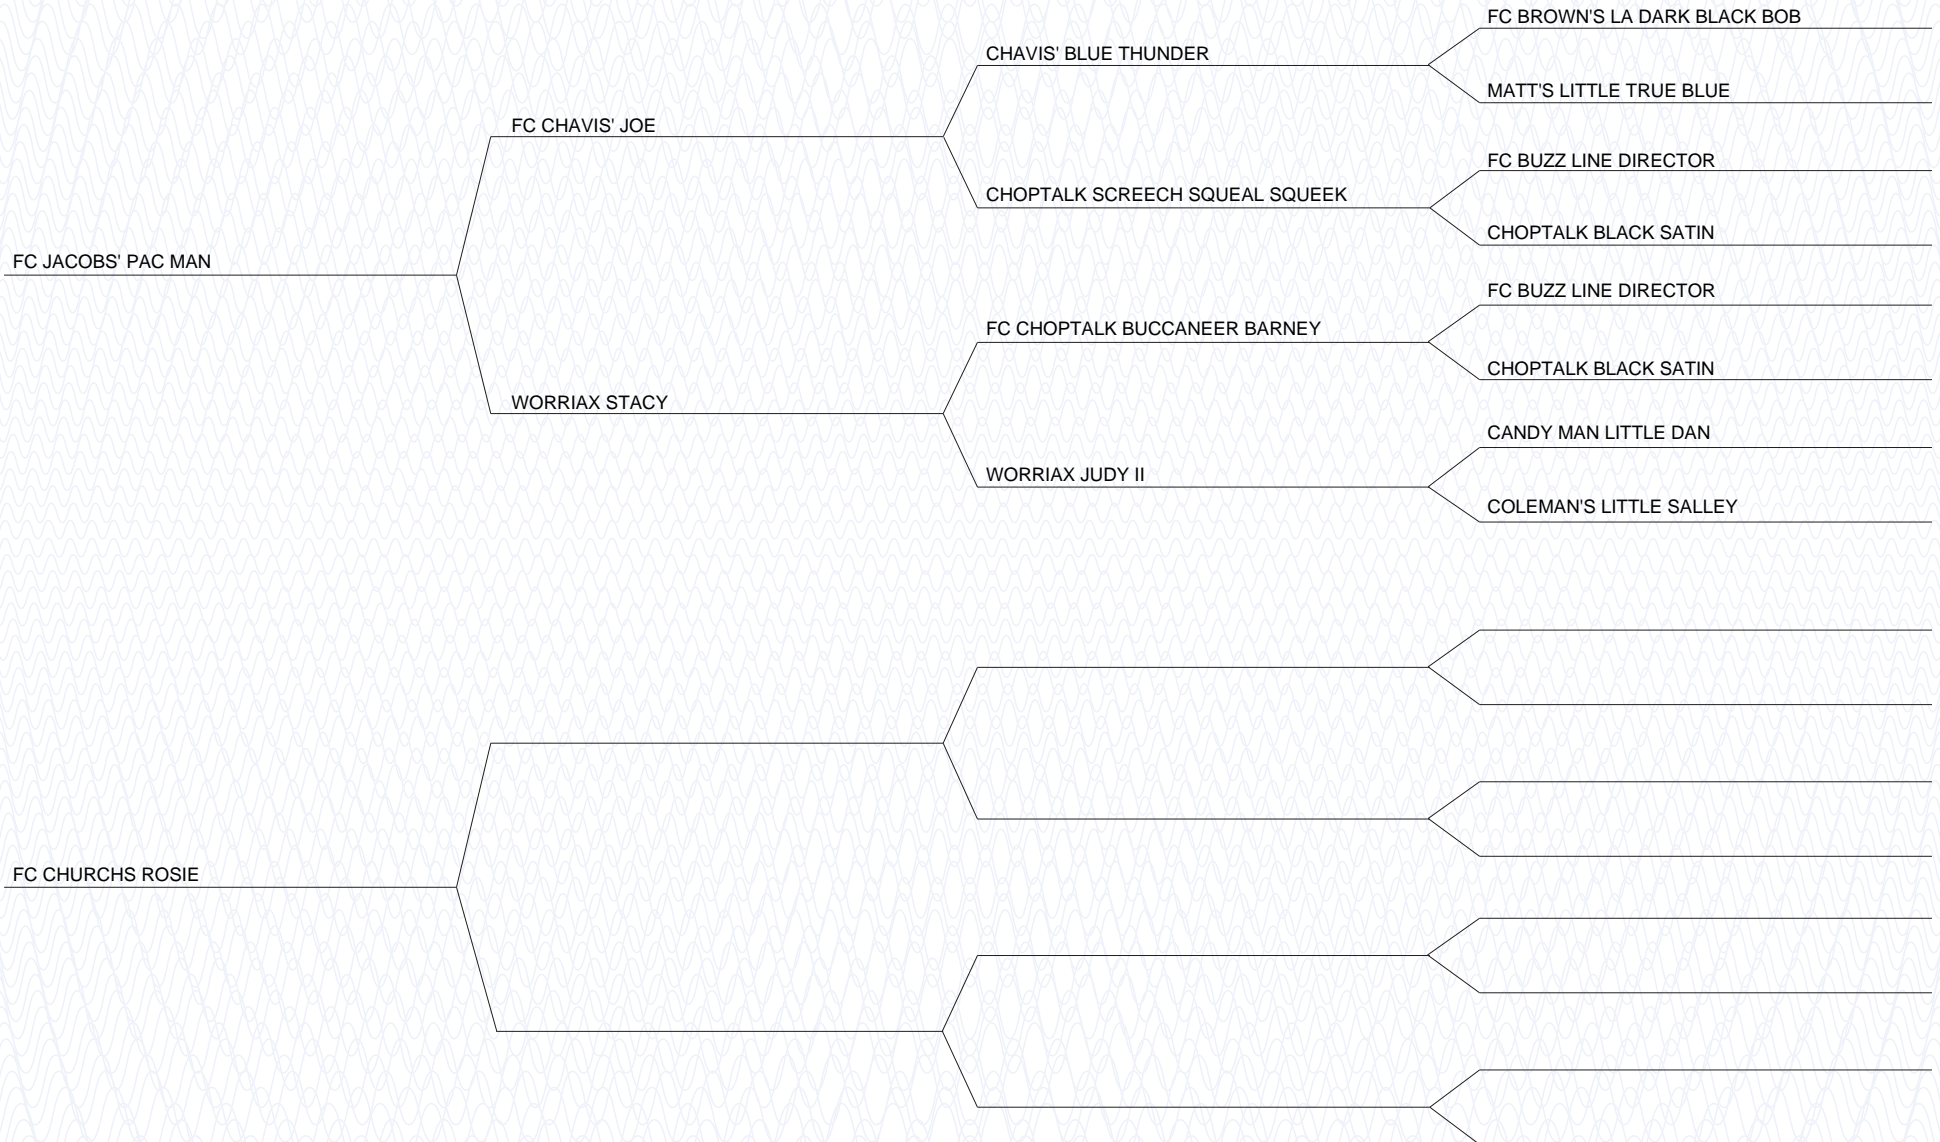 FC BROWN'S LA DARK BLACK BOB
CHAVIS' BLUE THUNDER
MATT'S LITTLE TRUE BLUE
FC CHAVIS' JOE
FC BUZZ LINE DIRECTOR
CHOPTALK SCREECH SQUEAL SQUEEK
CHOPTALK BLACK SATIN
FC JACOBS' PAC MAN
FC BUZZ LINE DIRECTOR
FC CHOPTALK BUCCANEER BARNEY
CHOPTALK BLACK SATIN
WORRIAX STACY
CANDY MAN LITTLE DAN
WORRIAX JUDY II
COLEMAN'S LITTLE SALLEY
FC CHURCHS ROSIE